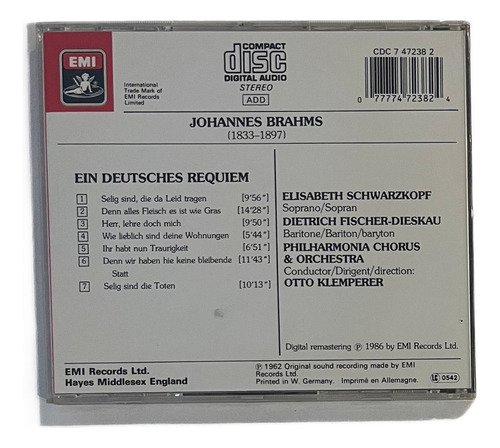 EMI
International
Trade Mark of
EMI Records
Limited
COMPACT
disc
DIGITAL AUDIO
STEREO
ADD
CDC 7 47238 2
0 77774 72382 4
JOHANNES BRAHMS
(1833-1897)
EIN DEUTSCHES REQUIEM
1 Selig sind, die da Leid tragen [9'56"]
2 Denn alles Fleisch es ist wie Gras [14'28"]
3 Herr, lehre doch mich [9'50"]
4 Wie lieblich sind deine Wohnungen [5'44"]
5 Ihr habt nun Traurigkeit [6'51"]
6 Denn wir haben hie keine bleibende [11'43"]
Statt
7 Selig sind die Toten [10'13"]
ELISABETH SCHWARZKOPF
Soprano/Sopran
DIETRICH FISCHER-DIESKAU
Baritone/Bariton/baryton
PHILHARMONIA CHORUS
& ORCHESTRA
Conductor/Dirigent/direction:
OTTO KLEMPERER
Digital remastering ℗ 1986 by EMI Records Ltd.
EMI Records Ltd.
Hayes Middlesex England
℗ 1962 Original sound recording made by EMI
Records Ltd.
Printed in W. Germany. Imprimé en Allemagne.
LC 0542